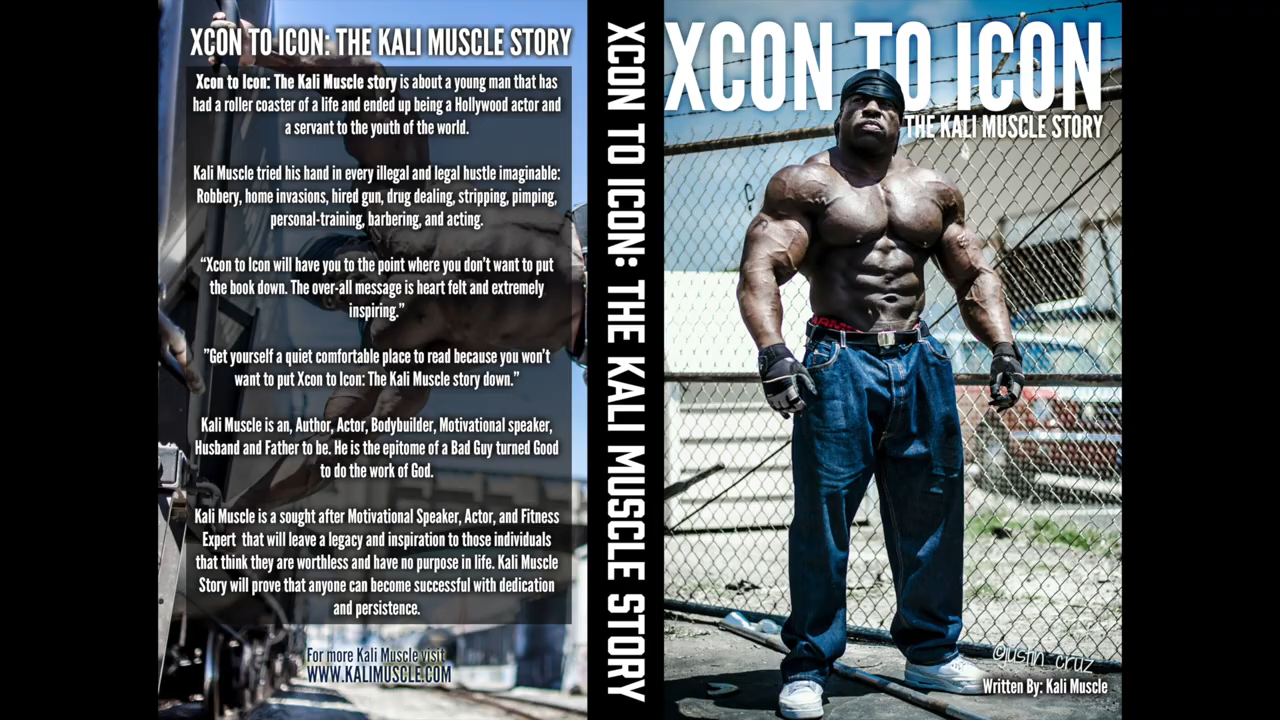 XCON TO ICON: THE KALI MUSCLE STORY
Xcon to Icon: The Kali Muscle story is about a young man that has
had a roller coaster of a life and ended up being a Hollywood actor and
a servant to the youth of the world.
Kali Muscle tried his hand in every illegal and legal hustle imaginable:
Robbery, home invasions, hired gun, drug dealing, stripping, pimping,
personal-training, barbering, and acting.
“Xcon to Icon will have you to the point where you don’t want to put
the book down. The over-all message is heart felt and extremely
inspiring.”
”Get yourself a quiet comfortable place to read because you won’t
want to put Xcon to Icon: The Kali Muscle story down.”
Kali Muscle is an, Author, Actor, Bodybuilder, Motivational speaker,
Husband and Father to be. He is the epitome of a Bad Guy turned Good
to do the work of God.
Kali Muscle is a sought after Motivational Speaker, Actor, and Fitness
Expert that will leave a legacy and inspiration to those individuals
that think they are worthless and have no purpose in life. Kali Muscle
Story will prove that anyone can become successful with dedication
and persistence.
For more Kali Muscle visit
WWW.KALIMUSCLE.COM
XCON TO ICON: THE KALI MUSCLE STORY
XCON TO ICON
THE KALI MUSCLE STORY
@justin_cruz
Written By: Kali Muscle